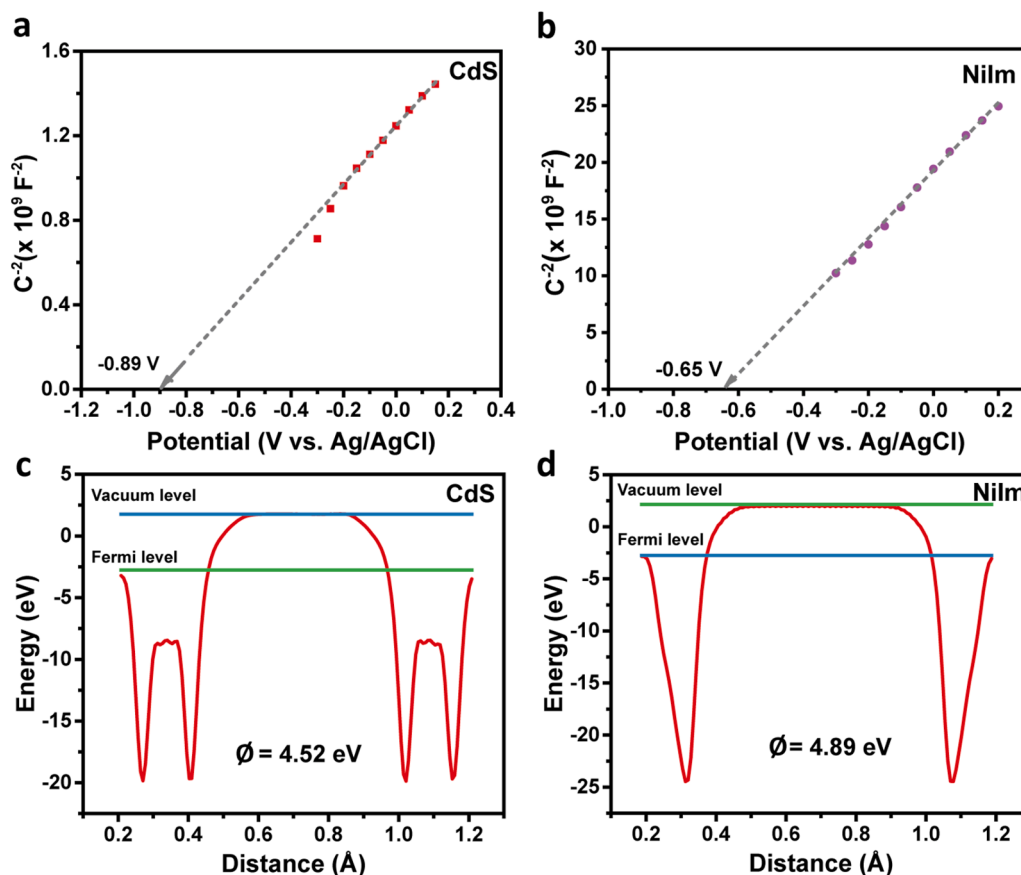 a
CdS
C⁻²(x 10⁹ F⁻²)
1.6
1.2
0.8
0.4
0.0
-0.89 V
-1.2 -1.0 -0.8 -0.6 -0.4 -0.2 0.0 0.2 0.4
Potential (V vs. Ag/AgCl)
b
NiIm
C⁻²(x 10⁹ F⁻²)
30
25
20
15
10
5
0
-0.65 V
-1.0 -0.8 -0.6 -0.4 -0.2 0.0 0.2
Potential (V vs. Ag/AgCl)
c
CdS
Energy (eV)
5
0
-5
-10
-15
-20
Vacuum level
Fermi level
Ø = 4.52 eV
0.2 0.4 0.6 0.8 1.0 1.2
Distance (Å)
d
NiIm
Energy (eV)
5
0
-5
-10
-15
-20
-25
Vacuum level
Fermi level
Ø= 4.89 eV
0.2 0.4 0.6 0.8 1.0 1.2
Distance (Å)